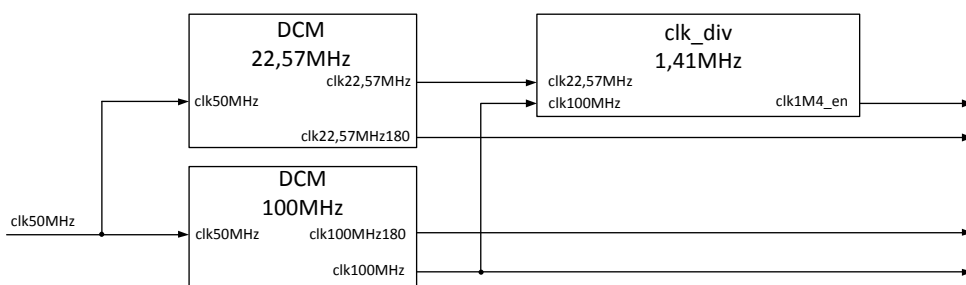 DCM
22,57MHz
clk22,57MHz
clk50MHz
clk22,57MHz180
clk_div
1,41MHz
clk22,57MHz
clk100MHz
clk1M4_en
DCM
100MHz
clk50MHz
clk50MHz
clk100MHz180
clk100MHz